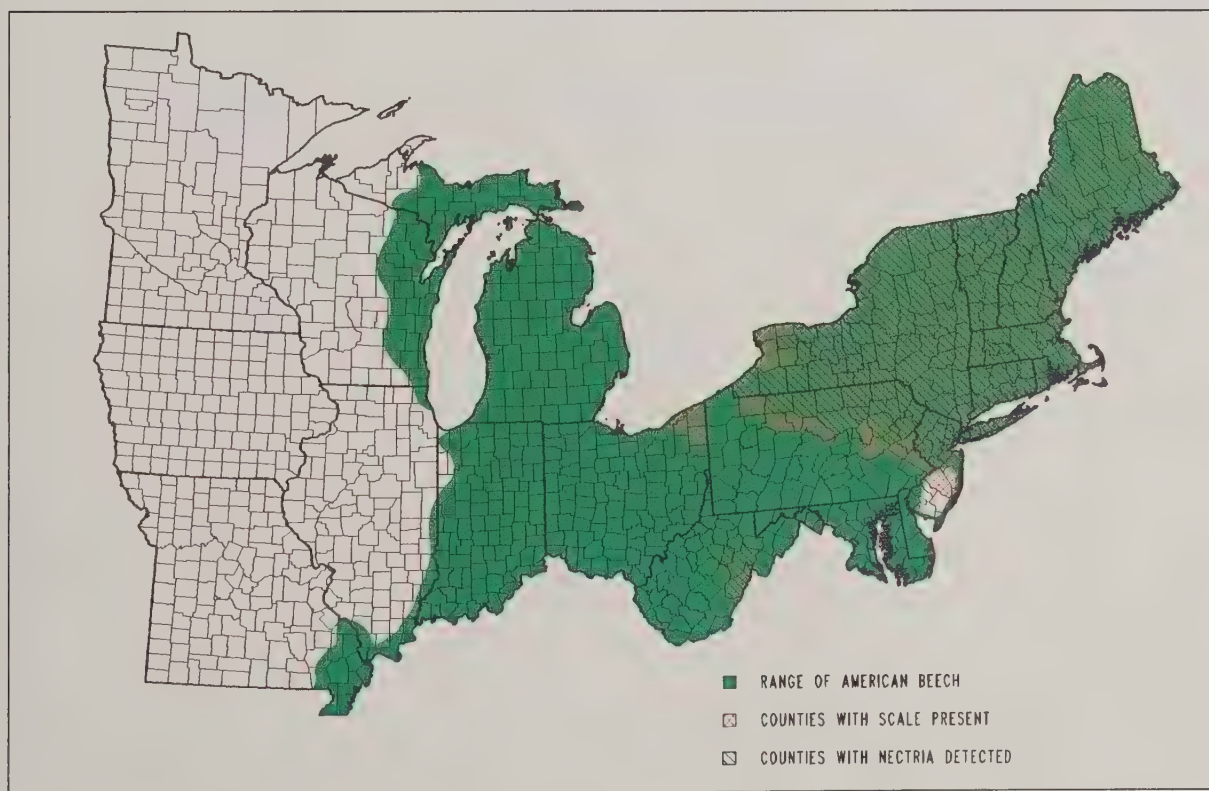 RANGE OF AMERICAN BEECH
COUNTIES WITH SCALE PRESENT
COUNTIES WITH NECTRIA DETECTED